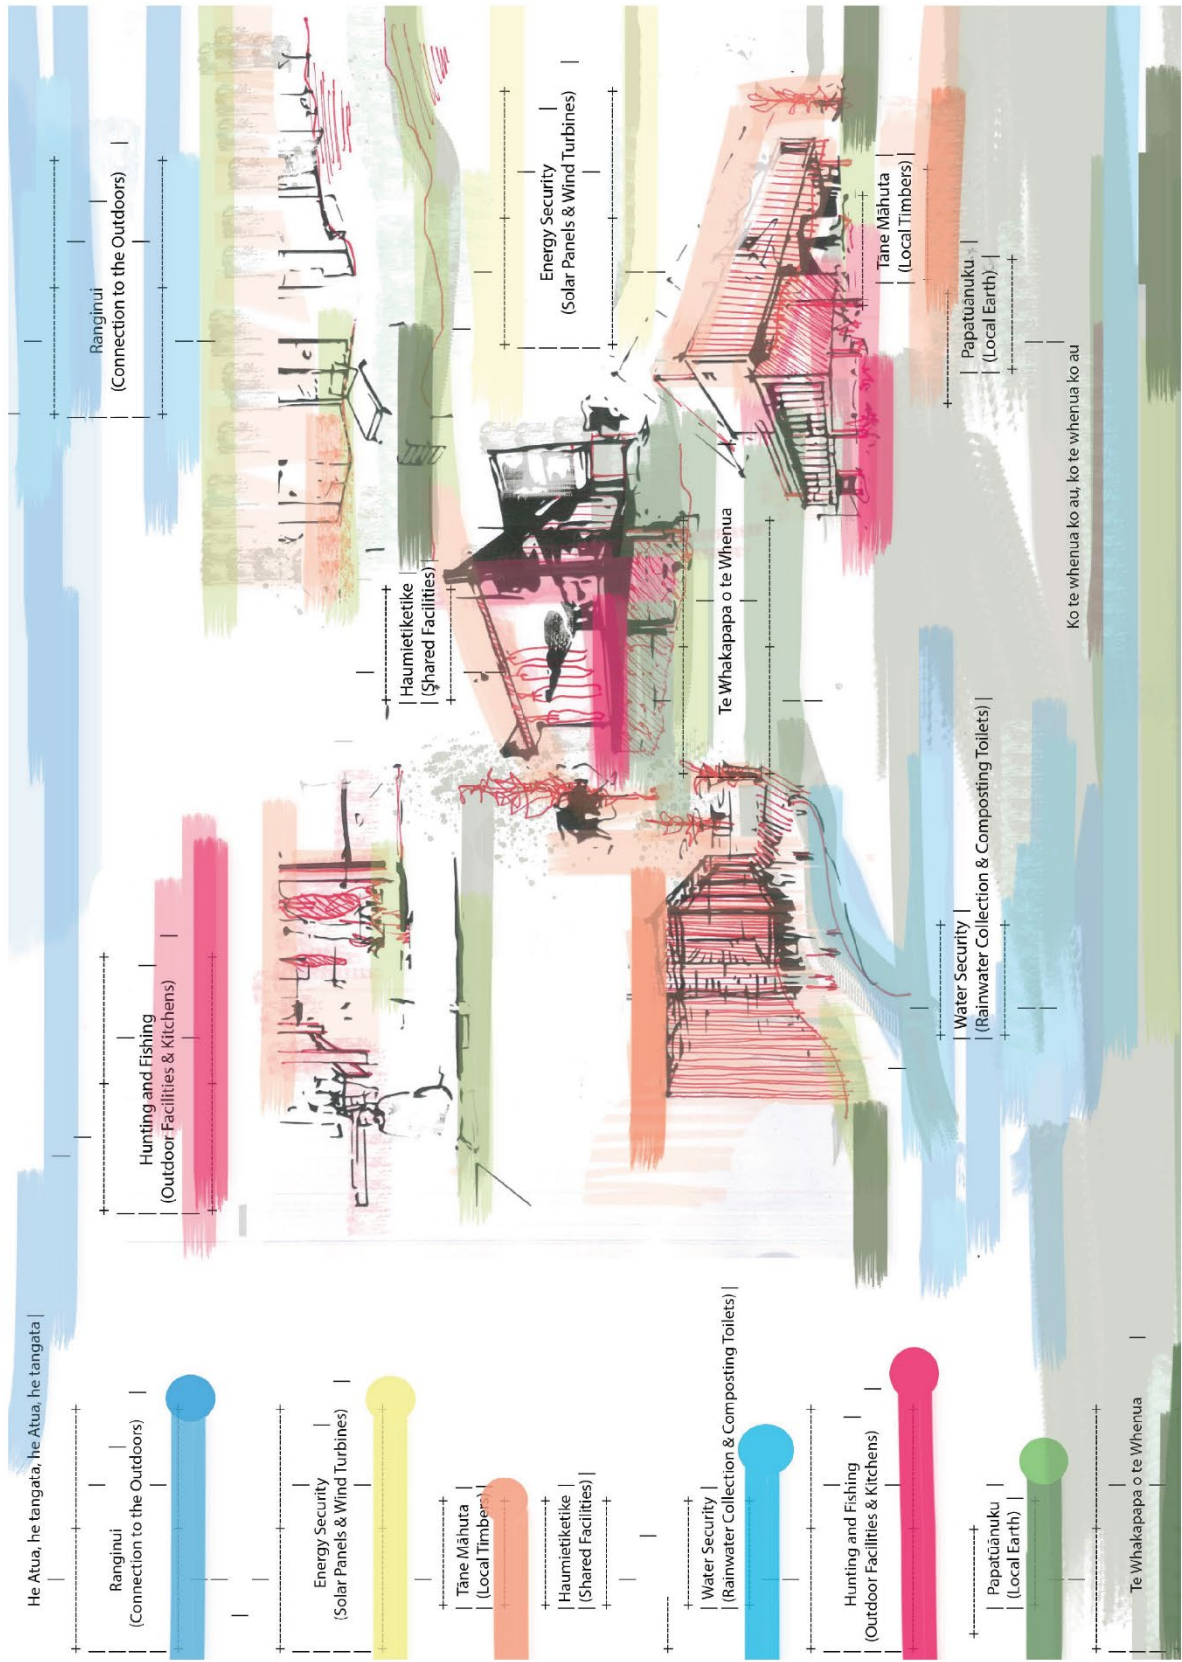 He Atua, he tangata, he Atua, he tangata
Ranginui
(Connection to the Outdoors)
Energy Security
(Solar Panels & Wind Turbines)
Tāne Māhuta
(Local Timbers)
Haumietiketike
(Shared Facilities)
Water Security
(Rainwater Collection & Composting Toilets)
Hunting and Fishing
(Outdoor Facilities & Kitchens)
Papatūānuku
(Local Earth)
Te Whakapapa o te Whenua
Hunting and Fishing
(Outdoor Facilities & Kitchens)
Ranginui
(Connection to the Outdoors)
Haumietiketike
(Shared Facilities)
Energy Security
(Solar Panels & Wind Turbines)
Te Whakapapa o te Whenua
Tāne Māhuta
(Local Timbers)
Water Security
(Rainwater Collection & Composting Toilets)
Papatūānuku
(Local Earth)
Ko te whenua ko au, ko te whenua ko au